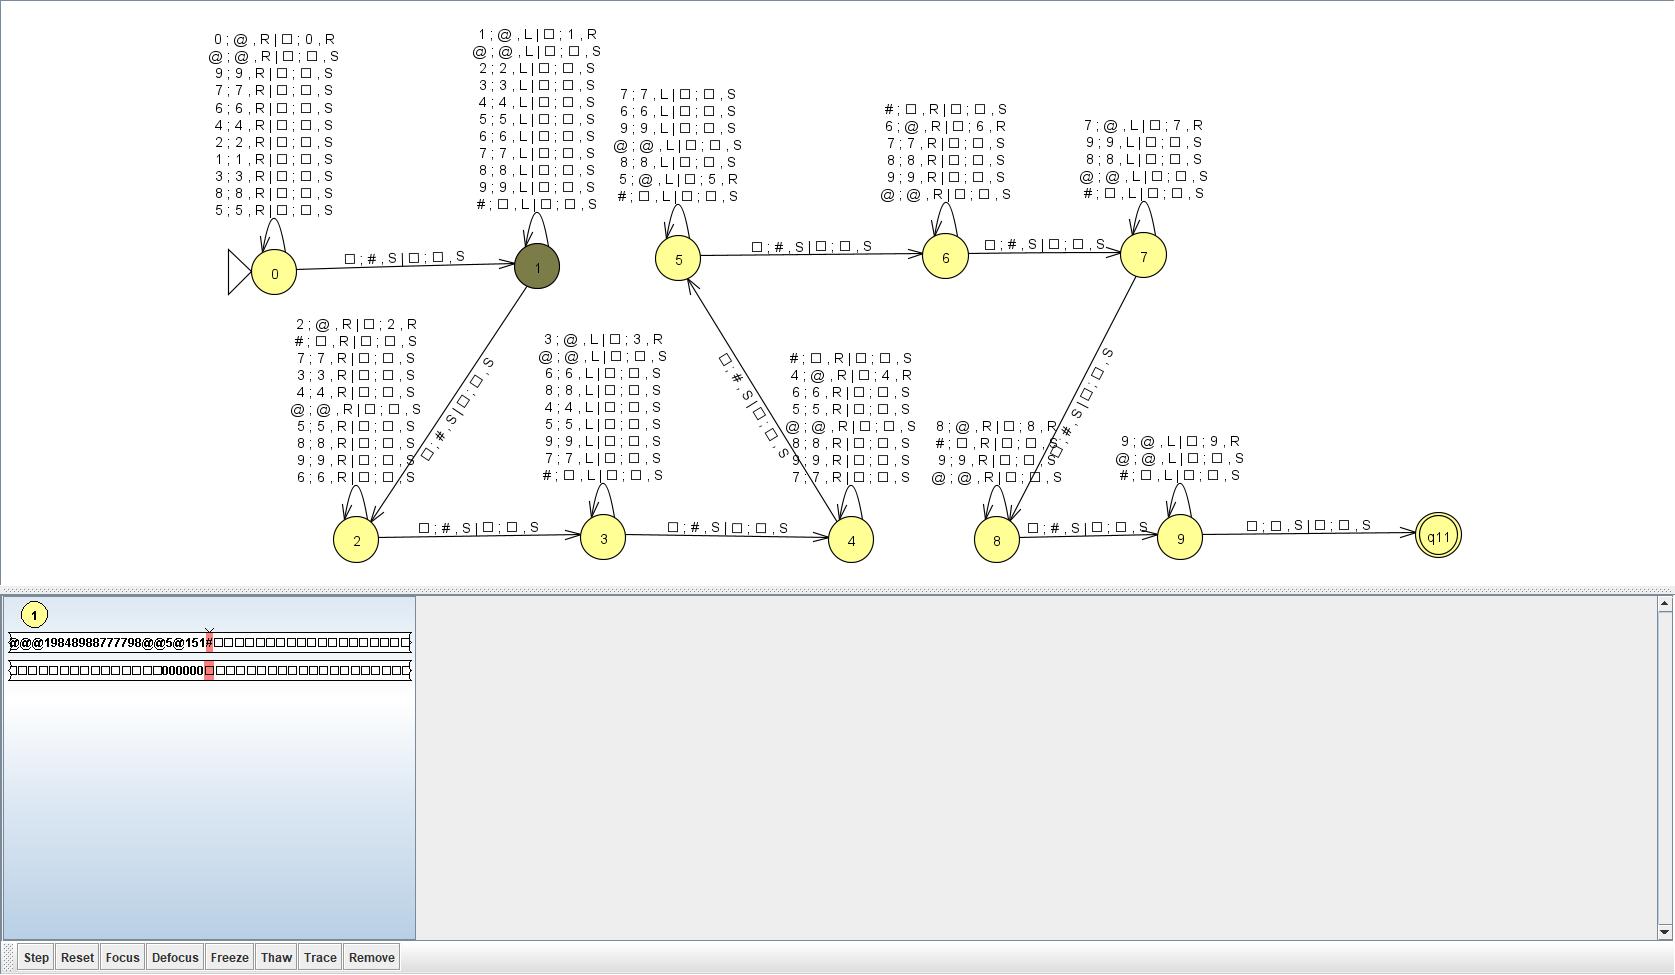 0 ; @ , R | □ ; 0 , R
@ ; @ , R | □ ; □ , S
9 ; 9 , R | □ ; □ , S
7 ; 7 , R | □ ; □ , S
6 ; 6 , R | □ ; □ , S
4 ; 4 , R | □ ; □ , S
2 ; 2 , R | □ ; □ , S
1 ; 1 , R | □ ; □ , S
3 ; 3 , R | □ ; □ , S
8 ; 8 , R | □ ; □ , S
5 ; 5 , R | □ ; □ , S
1 ; @ , L | □ ; 1 , R
@ ; @ , L | □ ; □ , S
2 ; 2 , L | □ ; □ , S
3 ; 3 , L | □ ; □ , S
4 ; 4 , L | □ ; □ , S
5 ; 5 , L | □ ; □ , S
6 ; 6 , L | □ ; □ , S
7 ; 7 , L | □ ; □ , S
8 ; 8 , L | □ ; □ , S
9 ; 9 , L | □ ; □ , S
# ; □ , L | □ ; □ , S
7 ; 7 , L | □ ; □ , S
6 ; 6 , L | □ ; □ , S
9 ; 9 , L | □ ; □ , S
@ ; @ , L | □ ; □ , S
8 ; 8 , L | □ ; □ , S
5 ; @ , L | □ ; 5 , R
# ; □ , L | □ ; □ , S
# ; □ , R | □ ; □ , S
6 ; @ , R | □ ; 6 , R
7 ; 7 , R | □ ; □ , S
8 ; 8 , R | □ ; □ , S
9 ; 9 , R | □ ; □ , S
@ ; @ , R | □ ; □ , S
7 ; @ , L | □ ; 7 , R
9 ; 9 , L | □ ; □ , S
8 ; 8 , L | □ ; □ , S
@ ; @ , L | □ ; □ , S
# ; □ , L | □ ; □ , S
0
□ ; # , S | □ ; □ , S
1
5
□ ; # , S | □ ; □ , S
6
□ ; # , S | □ ; □ , S
7
2 ; @ , R | □ ; 2 , R
# ; □ , R | □ ; □ , S
7 ; 7 , R | □ ; □ , S
3 ; 3 , R | □ ; □ , S
4 ; 4 , R | □ ; □ , S
@ ; @ , R | □ ; □ , S
5 ; 5 , R | □ ; □ , S
8 ; 8 , R | □ ; □ , S
9 ; 9 , R | □ ; □ , S
6 ; 6 , R | □ ; □ , S
□ ; # , S | □ ; □ , S
3 ; @ , L | □ ; 3 , R
@ ; @ , L | □ ; □ , S
6 ; 6 , L | □ ; □ , S
8 ; 8 , L | □ ; □ , S
4 ; 4 , L | □ ; □ , S
5 ; 5 , L | □ ; □ , S
9 ; 9 , L | □ ; □ , S
7 ; 7 , L | □ ; □ , S
# ; □ , L | □ ; □ , S
□ ; # , S | □ ; □ , S
# ; □ , R | □ ; □ , S
4 ; @ , R | □ ; 4 , R
6 ; 6 , R | □ ; □ , S
5 ; 5 , R | □ ; □ , S
@ ; @ , R | □ ; □ , S
8 ; 8 , R | □ ; □ , S
9 ; 9 , R | □ ; □ , S
7 ; 7 , R | □ ; □ , S
8 ; @ , R | □ ; 8 , R
# ; □ , R | □ ; □ , S
9 ; 9 , R | □ ; □ , S
@ ; @ , R | □ ; □ , S
□ ; # , S | □ ; □ , S
9 ; @ , L | □ ; 9 , R
@ ; @ , L | □ ; □ , S
# ; □ , L | □ ; □ , S
2
□ ; # , S | □ ; □ , S
3
□ ; # , S | □ ; □ , S
4
8
□ ; # , S | □ ; □ , S
9
□ ; □ , S | □ ; □ , S
q11
1
@@@19848988777798@@5@151#□□□□□□□□□□□□□□□□□□□
□□□□□□□□□□□□□□□000000□□□□□□□□□□□□□□□□□□□□
Step Reset Focus Defocus Freeze Thaw Trace Remove